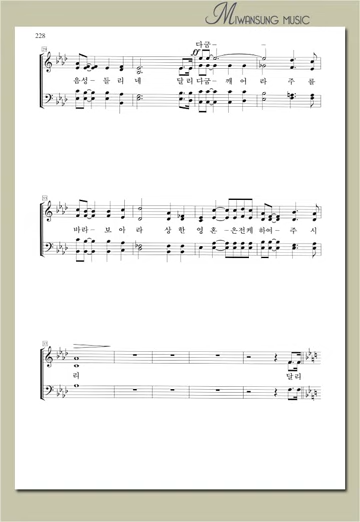 MIWANSUNG MUSIC
228
다굼-
음성-들리네 달리다굼-깨어라 주를
바라-보아라 상한영혼-온전케하여-주시
리 달리